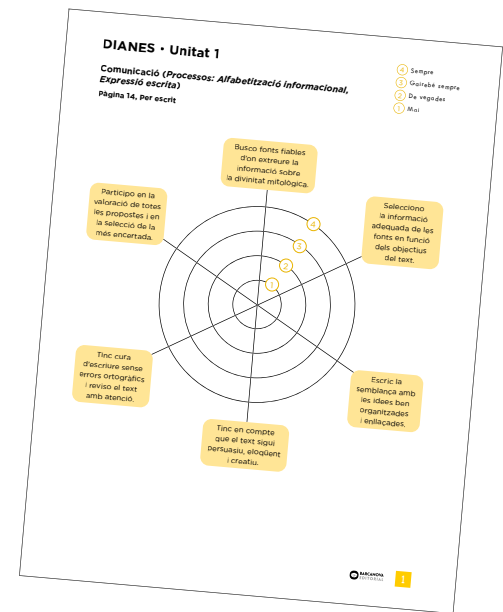 DIANES • Unitat 1
Comunicació (Processos: Alfabetització informacional,
Expressió escrita)
Pàgina 14, Per escrit
4 Sempre
3 Gairebé sempre
2 De vegades
1 Mai
Busco fonts fiables
d'on extreure la
informació sobre
la divinitat mitològica.
Participo en la
valoració de totes
les propostes i en
la selecció de la
més encertada.
Selecciono
la informació
adequada de les
fonts en funció
dels objectius
del text.
4
3
2
1
Tinc cura
d'escriure sense
errors ortogràfics
i reviso el text
amb atenció.
Escric la
semblança amb
les idees ben
organitzades
i enllaçades.
Tinc en compte
que el text sigui
persuasiu, eloqüent
i creatiu.
BARCANOVA
EDITORIAL
1